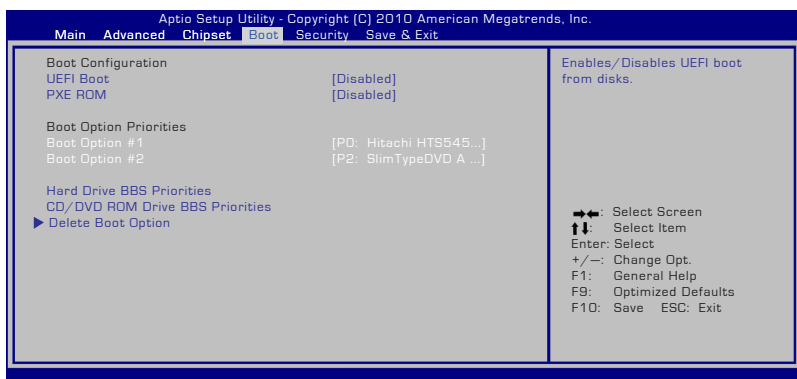 Aptio Setup Utility - Copyright (C) 2010 American Megatrends, Inc.
Main Advanced Chipset Boot Security Save & Exit
Boot Configuration
UEFI Boot [Disabled]
PXE ROM [Disabled]
Boot Option Priorities
Boot Option #1 [P0: Hitachi HTS545...]
Boot Option #2 [P2: SlimTypeDVD A ...]
Hard Drive BBS Priorities
CD/DVD ROM Drive BBS Priorities
Delete Boot Option
Enables/Disables UEFI boot
from disks.
→←: Select Screen
↑↓: Select Item
Enter: Select
+/—: Change Opt.
F1: General Help
F9: Optimized Defaults
F10: Save ESC: Exit